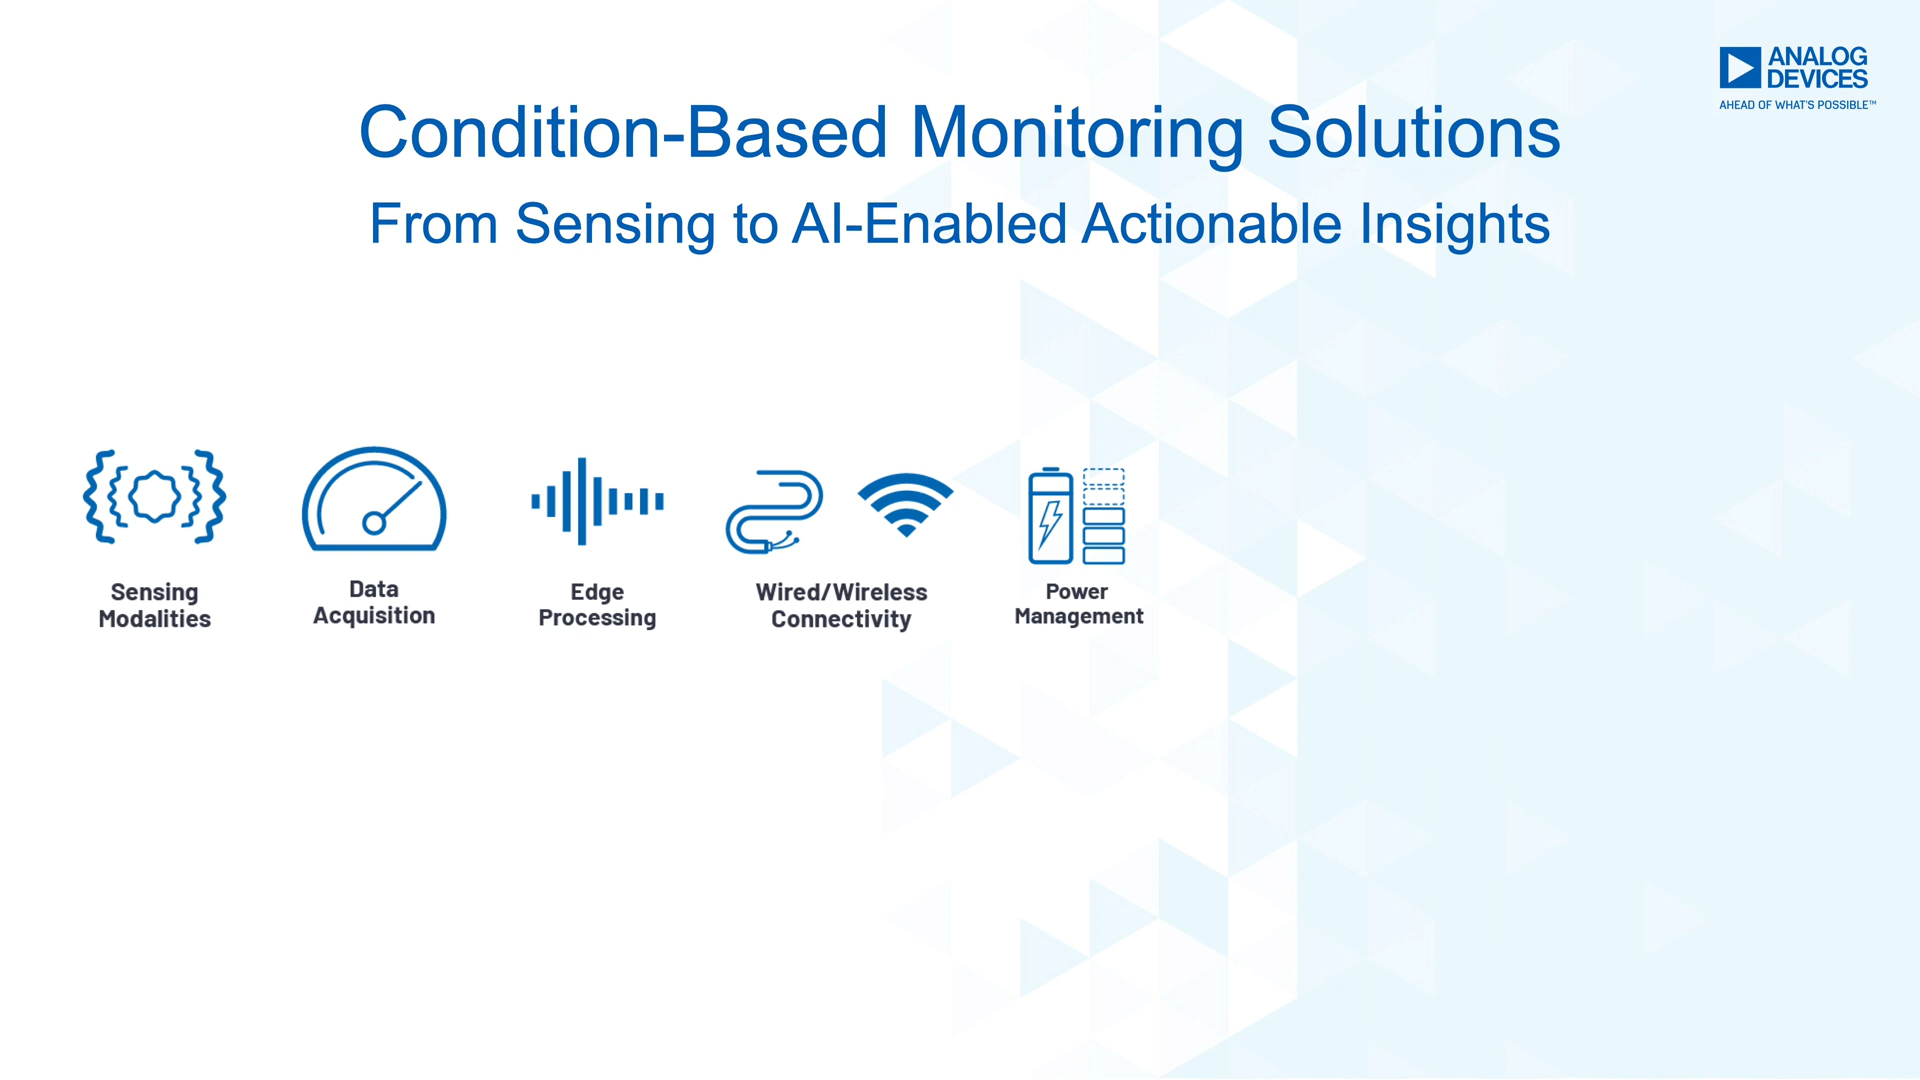 ANALOG
DEVICES
AHEAD OF WHAT'S POSSIBLE™
Condition-Based Monitoring Solutions
From Sensing to AI-Enabled Actionable Insights
Sensing
Modalities
Data
Acquisition
Edge
Processing
Wired/Wireless
Connectivity
Power
Management